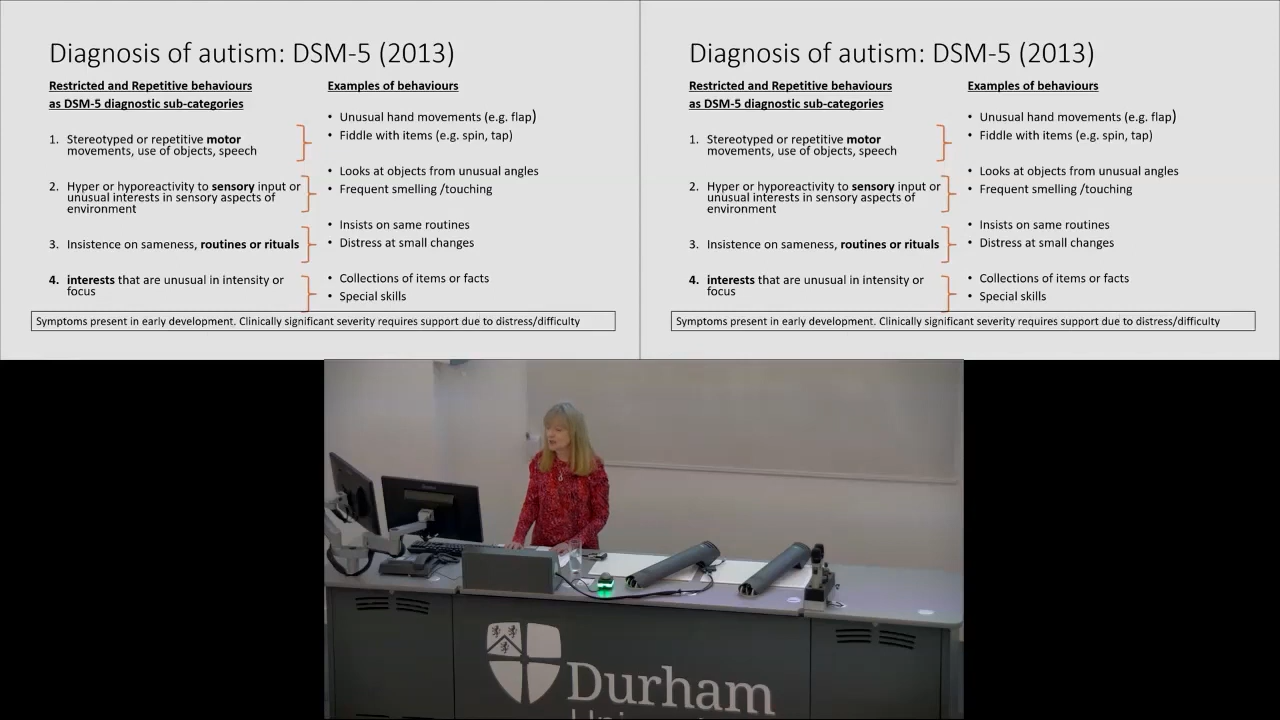 Diagnosis of autism: DSM-5 (2013)
Restricted and Repetitive behaviours
as DSM-5 diagnostic sub-categories
1. Stereotyped or repetitive motor
movements, use of objects, speech
2. Hyper or hyporeactivity to sensory input or
unusual interests in sensory aspects of
environment
3. Insistence on sameness, routines or rituals
4. interests that are unusual in intensity or
focus
Examples of behaviours
• Unusual hand movements (e.g. flap)
• Fiddle with items (e.g. spin, tap)
• Looks at objects from unusual angles
• Frequent smelling /touching
• Insists on same routines
• Distress at small changes
• Collections of items or facts
• Special skills
Symptoms present in early development. Clinically significant severity requires support due to distress/difficulty
Diagnosis of autism: DSM-5 (2013)
Restricted and Repetitive behaviours
as DSM-5 diagnostic sub-categories
1. Stereotyped or repetitive motor
movements, use of objects, speech
2. Hyper or hyporeactivity to sensory input or
unusual interests in sensory aspects of
environment
3. Insistence on sameness, routines or rituals
4. interests that are unusual in intensity or
focus
Examples of behaviours
• Unusual hand movements (e.g. flap)
• Fiddle with items (e.g. spin, tap)
• Looks at objects from unusual angles
• Frequent smelling /touching
• Insists on same routines
• Distress at small changes
• Collections of items or facts
• Special skills
Symptoms present in early development. Clinically significant severity requires support due to distress/difficulty
Durham